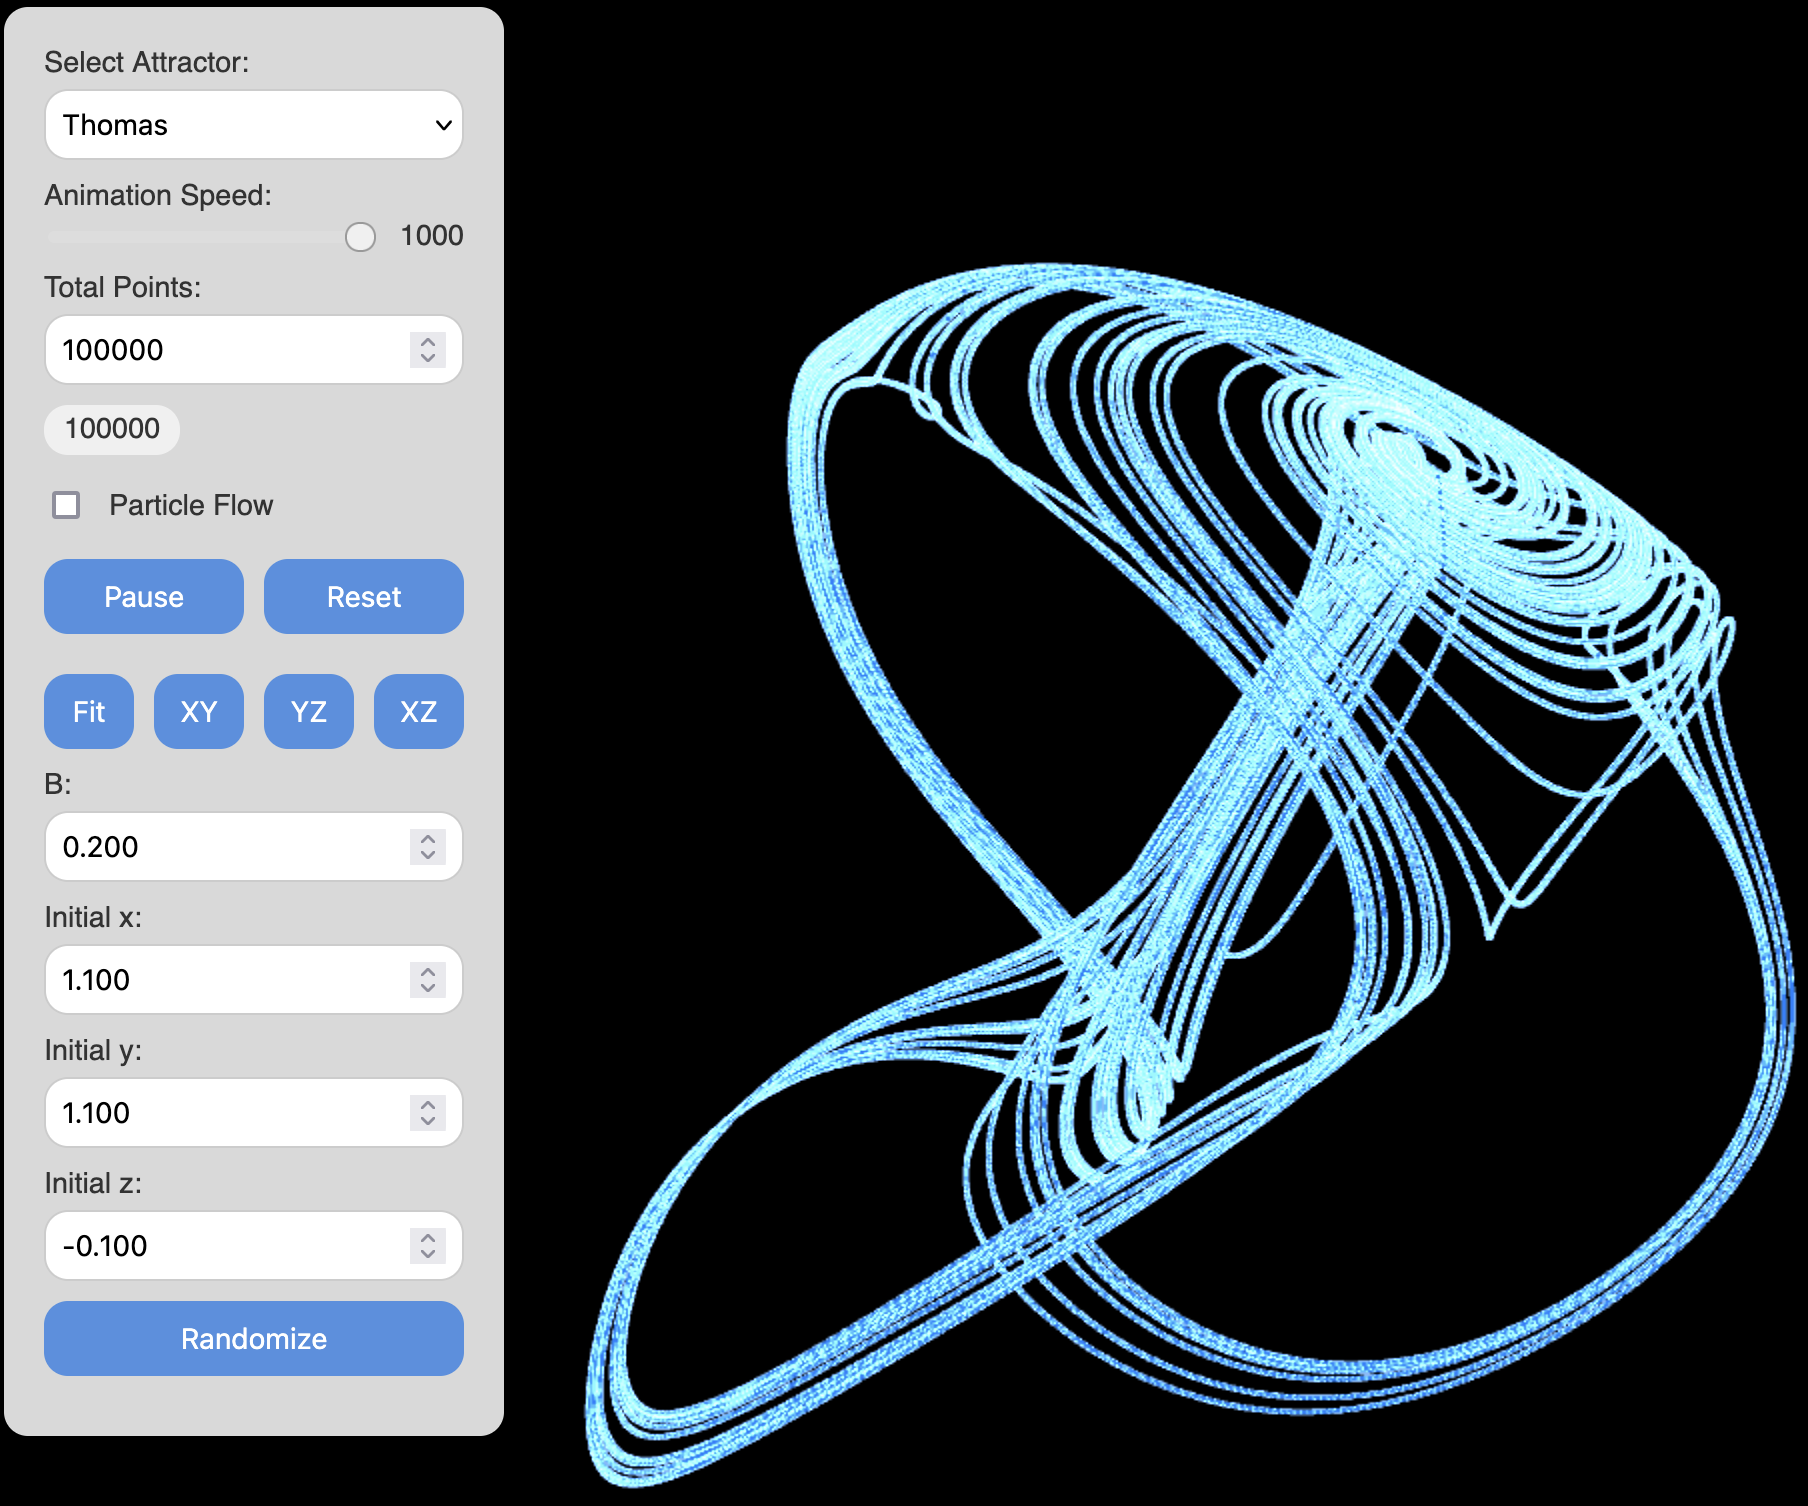 Select Attractor:
Thomas
Animation Speed:
1000
Total Points:
100000
100000
Particle Flow
Pause Reset
Fit XY YZ XZ
B:
0.200
Initial x:
1.100
Initial y:
1.100
Initial z:
-0.100
Randomize